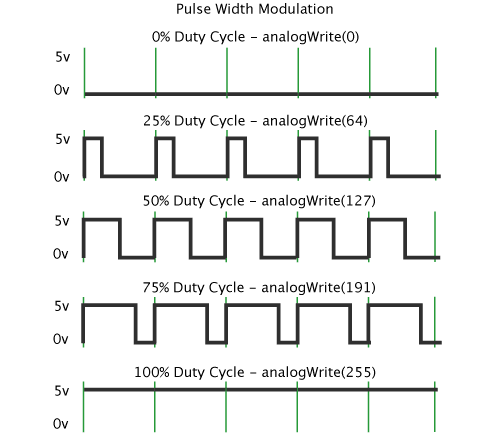 Pulse Width Modulation
0% Duty Cycle – analogWrite(0)
5v
0v
25% Duty Cycle – analogWrite(64)
5v
0v
50% Duty Cycle – analogWrite(127)
5v
0v
75% Duty Cycle – analogWrite(191)
5v
0v
100% Duty Cycle – analogWrite(255)
5v
0v